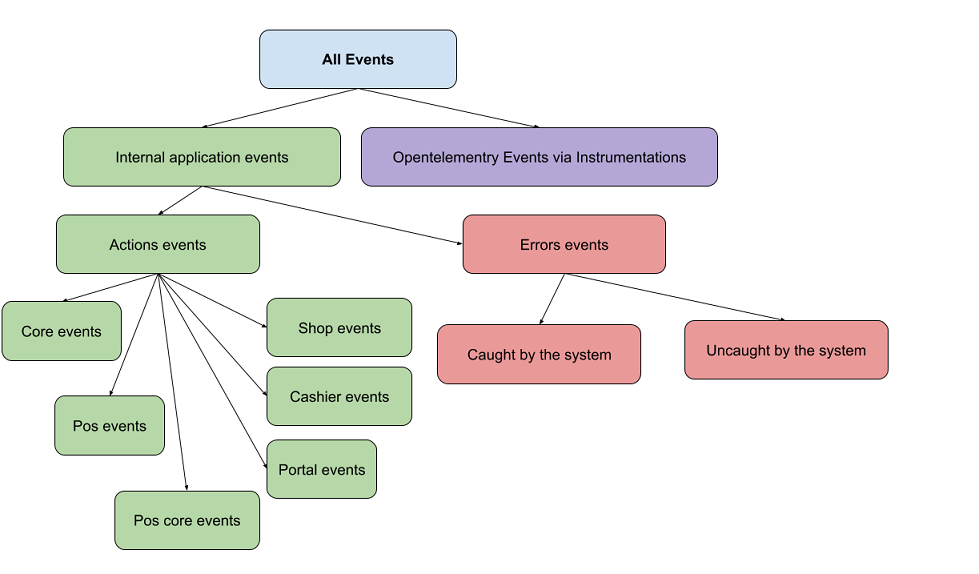 All Events
Internal application events
Opentelementry Events via Instrumentations
Actions events
Errors events
Core events
Shop events
Caught by the system
Uncaught by the system
Cashier events
Pos events
Portal events
Pos core events